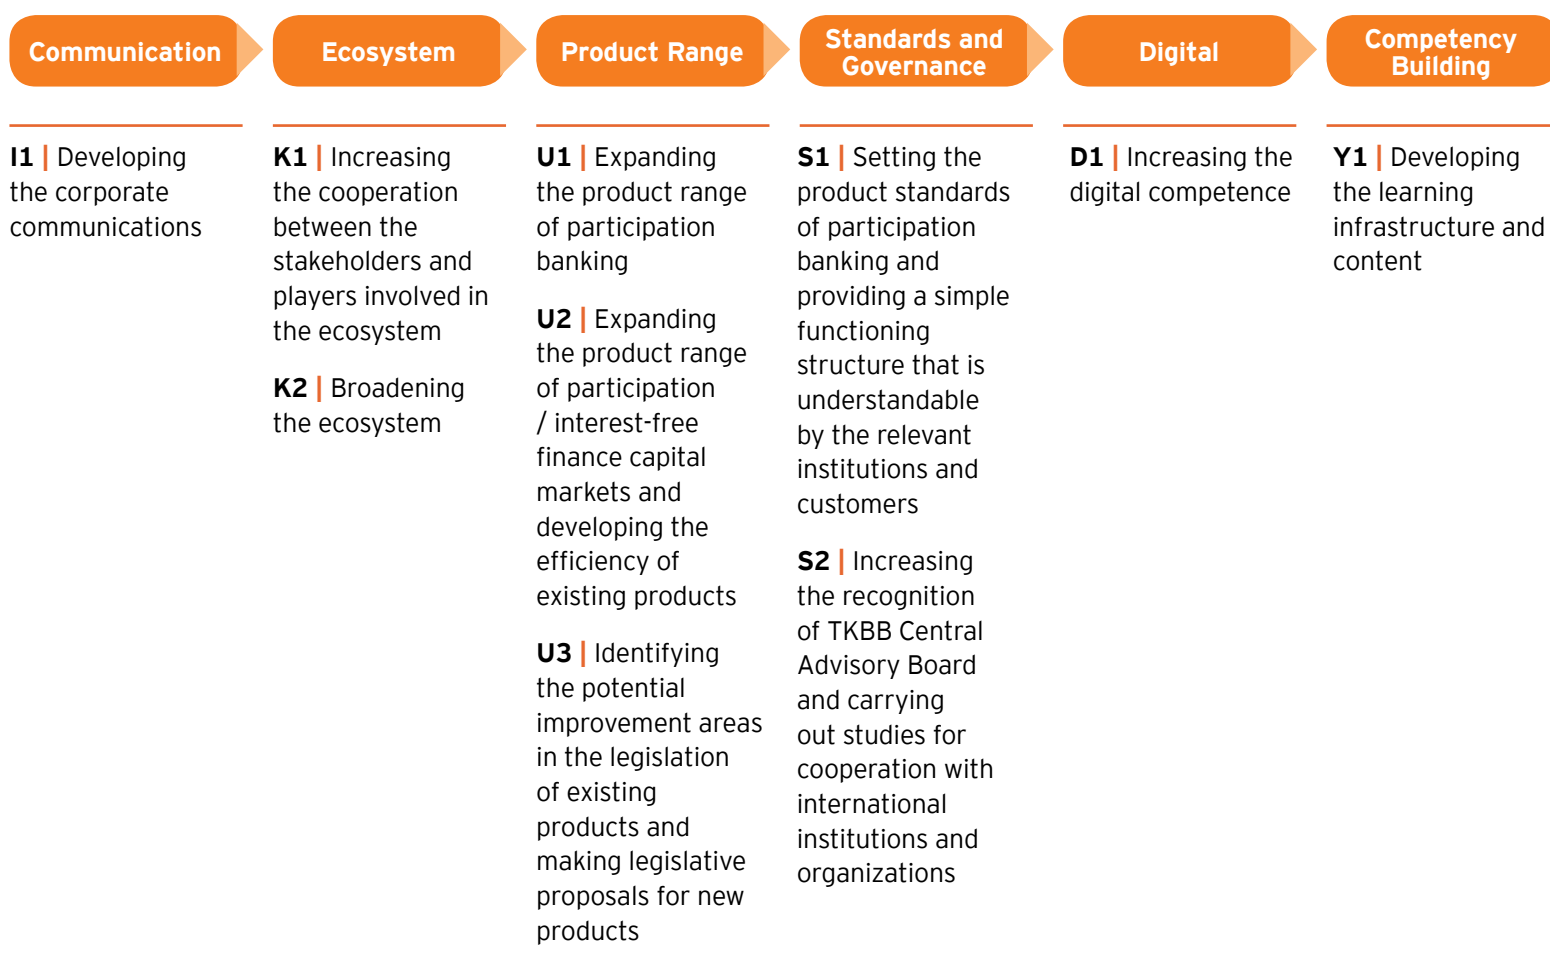 Communication
Ecosystem
Product Range
Standards and
Governance
Digital
Competency
Building
I1 | Developing
the corporate
communications
K1 | Increasing
the cooperation
between the
stakeholders and
players involved in
the ecosystem
K2 | Broadening
the ecosystem
U1 | Expanding
the product range
of participation
banking
U2 | Expanding
the product range
of participation
/ interest-free
finance capital
markets and
developing the
efficiency of
existing products
U3 | Identifying
the potential
improvement areas
in the legislation
of existing
products and
making legislative
proposals for new
products
S1 | Setting the
product standards
of participation
banking and
providing a simple
functioning
structure that is
understandable
by the relevant
institutions and
customers
S2 | Increasing
the recognition
of TKBB Central
Advisory Board
and carrying
out studies for
cooperation with
international
institutions and
organizations
D1 | Increasing the
digital competence
Y1 | Developing
the learning
infrastructure and
content